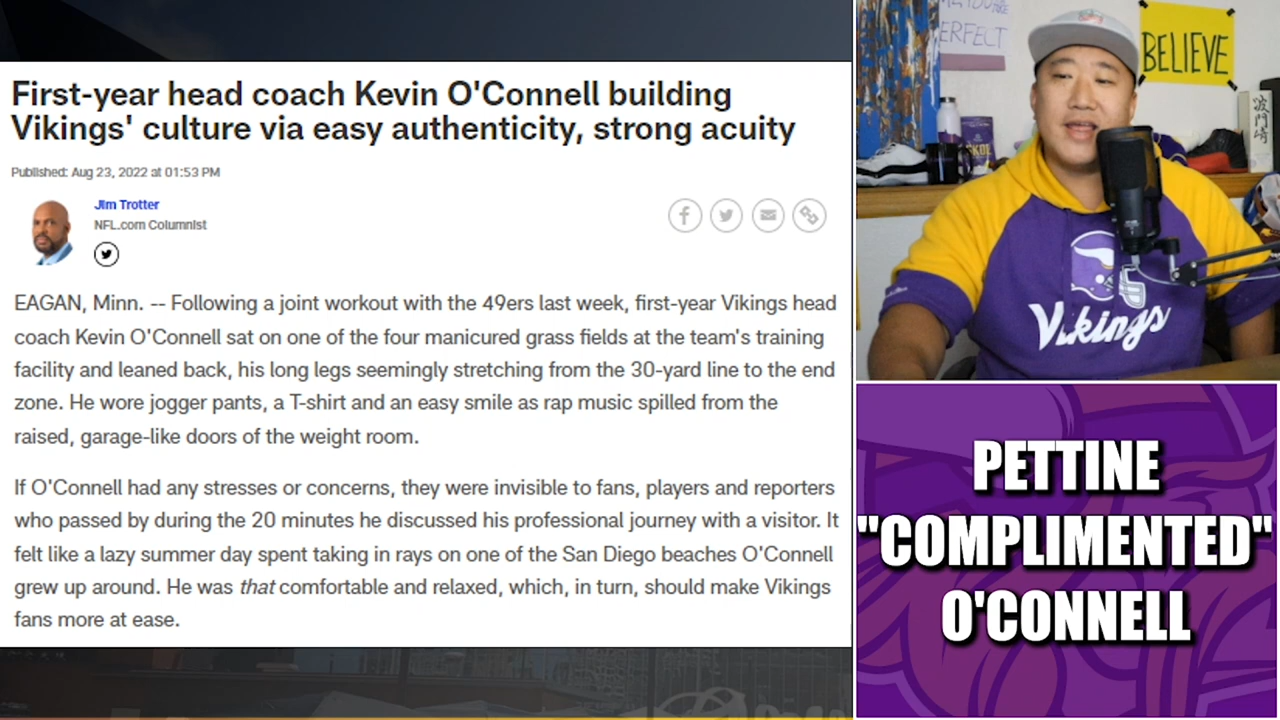 First-year head coach Kevin O'Connell building
Vikings' culture via easy authenticity, strong acuity
Published: Aug 23, 2022 at 01:53 PM
Jim Trotter
NFL.com Columnist
EAGAN, Minn. -- Following a joint workout with the 49ers last week, first-year Vikings head
coach Kevin O'Connell sat on one of the four manicured grass fields at the team's training
facility and leaned back, his long legs seemingly stretching from the 30-yard line to the end
zone. He wore jogger pants, a T-shirt and an easy smile as rap music spilled from the
raised, garage-like doors of the weight room.
If O'Connell had any stresses or concerns, they were invisible to fans, players and reporters
who passed by during the 20 minutes he discussed his professional journey with a visitor. It
felt like a lazy summer day spent taking in rays on one of the San Diego beaches O'Connell
grew up around. He was that comfortable and relaxed, which, in turn, should make Vikings
fans more at ease.
BELIEVE
SKOL
Vikings
PETTINE
"COMPLIMENTED"
O'CONNELL